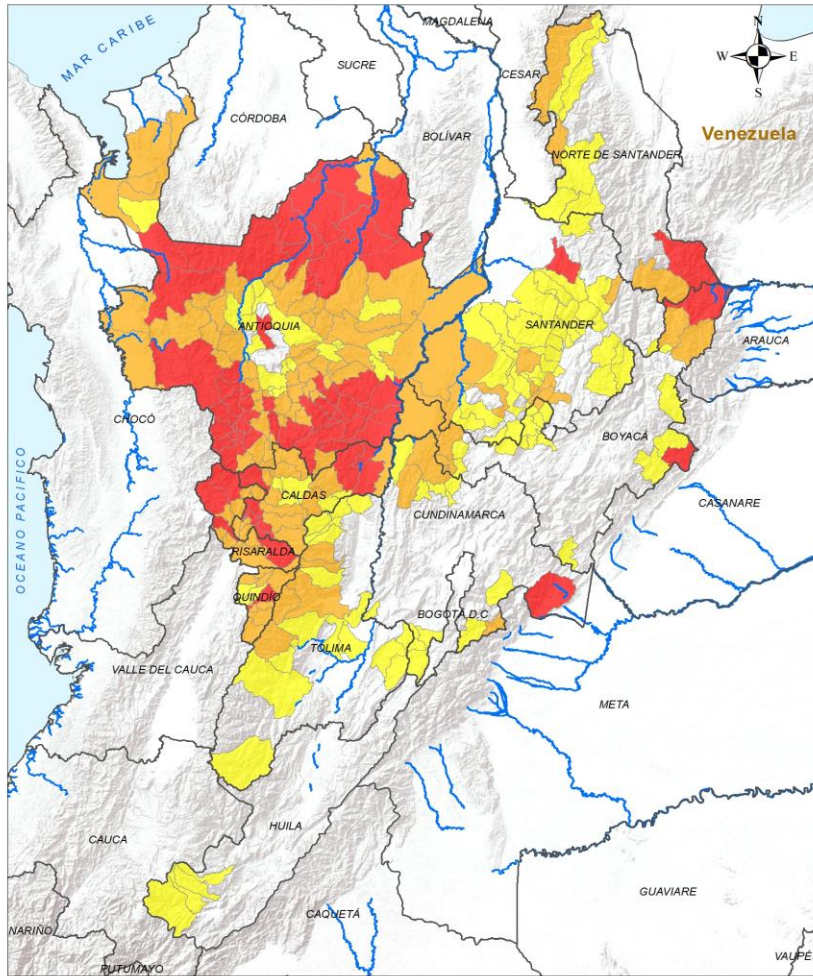 MAGDALENA
N
MAR CARIBE
SUCRE
CESAR
W E
S
CÓRDOBA
BOLÍVAR
Venezuela
NORTE DE SANTANDER
ANTIOQUIA
SANTANDER
ARAUCA
CHOCÓ
BOYACÁ
OCEANO PACIFICO
CALDAS
CASANARE
CUNDINAMARCA
RISARALDA
QUINDÍO
BOGOTÁ D.C
TOLIMA
VALLE DEL CAUCA
META
HUILA
CAUCA
GUAVIARE
CAQUETÁ
NARIÑO
VAUPÉ
PUTUMAYO